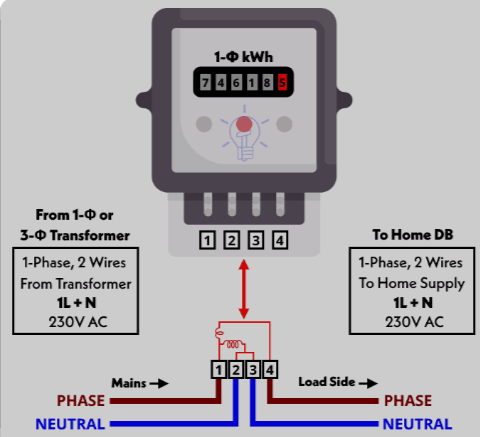 1-Φ kWh
7 4 6 1 8 5
1 2 3 4
From 1-Φ or
3-Φ Transformer
1-Phase, 2 Wires
From Transformer
1L + N
230V AC
To Home DB
1-Phase, 2 Wires
To Home Supply
1L + N
230V AC
1 2 3 4
Mains →
Load Side →
PHASE
PHASE
NEUTRAL
NEUTRAL